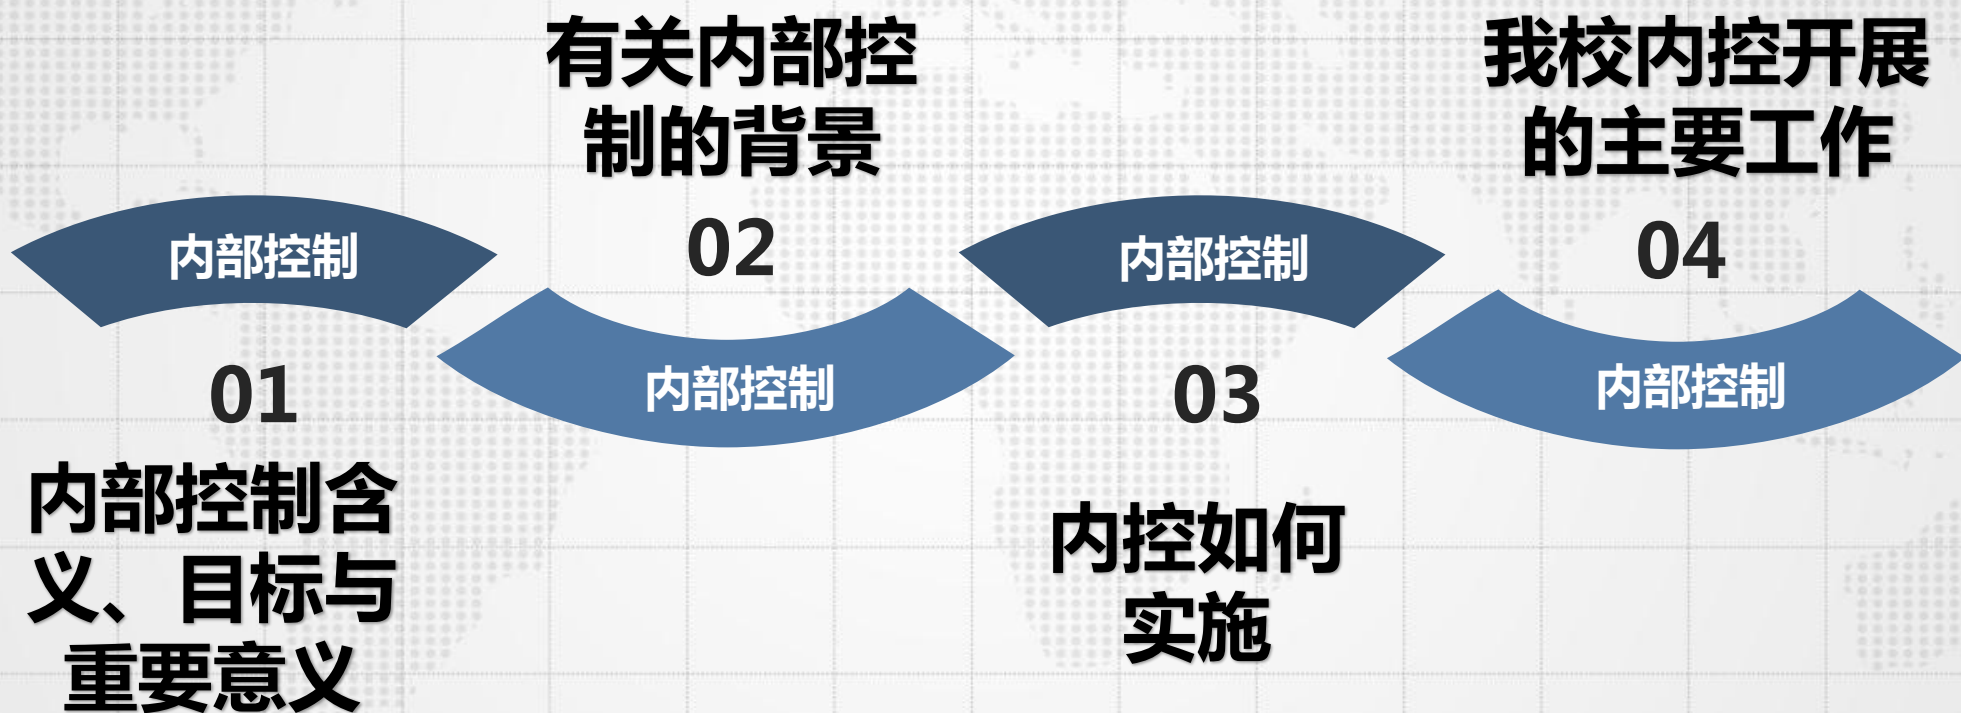 内部控制
01
内部控制含
义、目标与
重要意义
有关内部控
制的背景
02
内部控制
内部控制
03
内控如何
实施
我校内控开展
的主要工作
04
内部控制